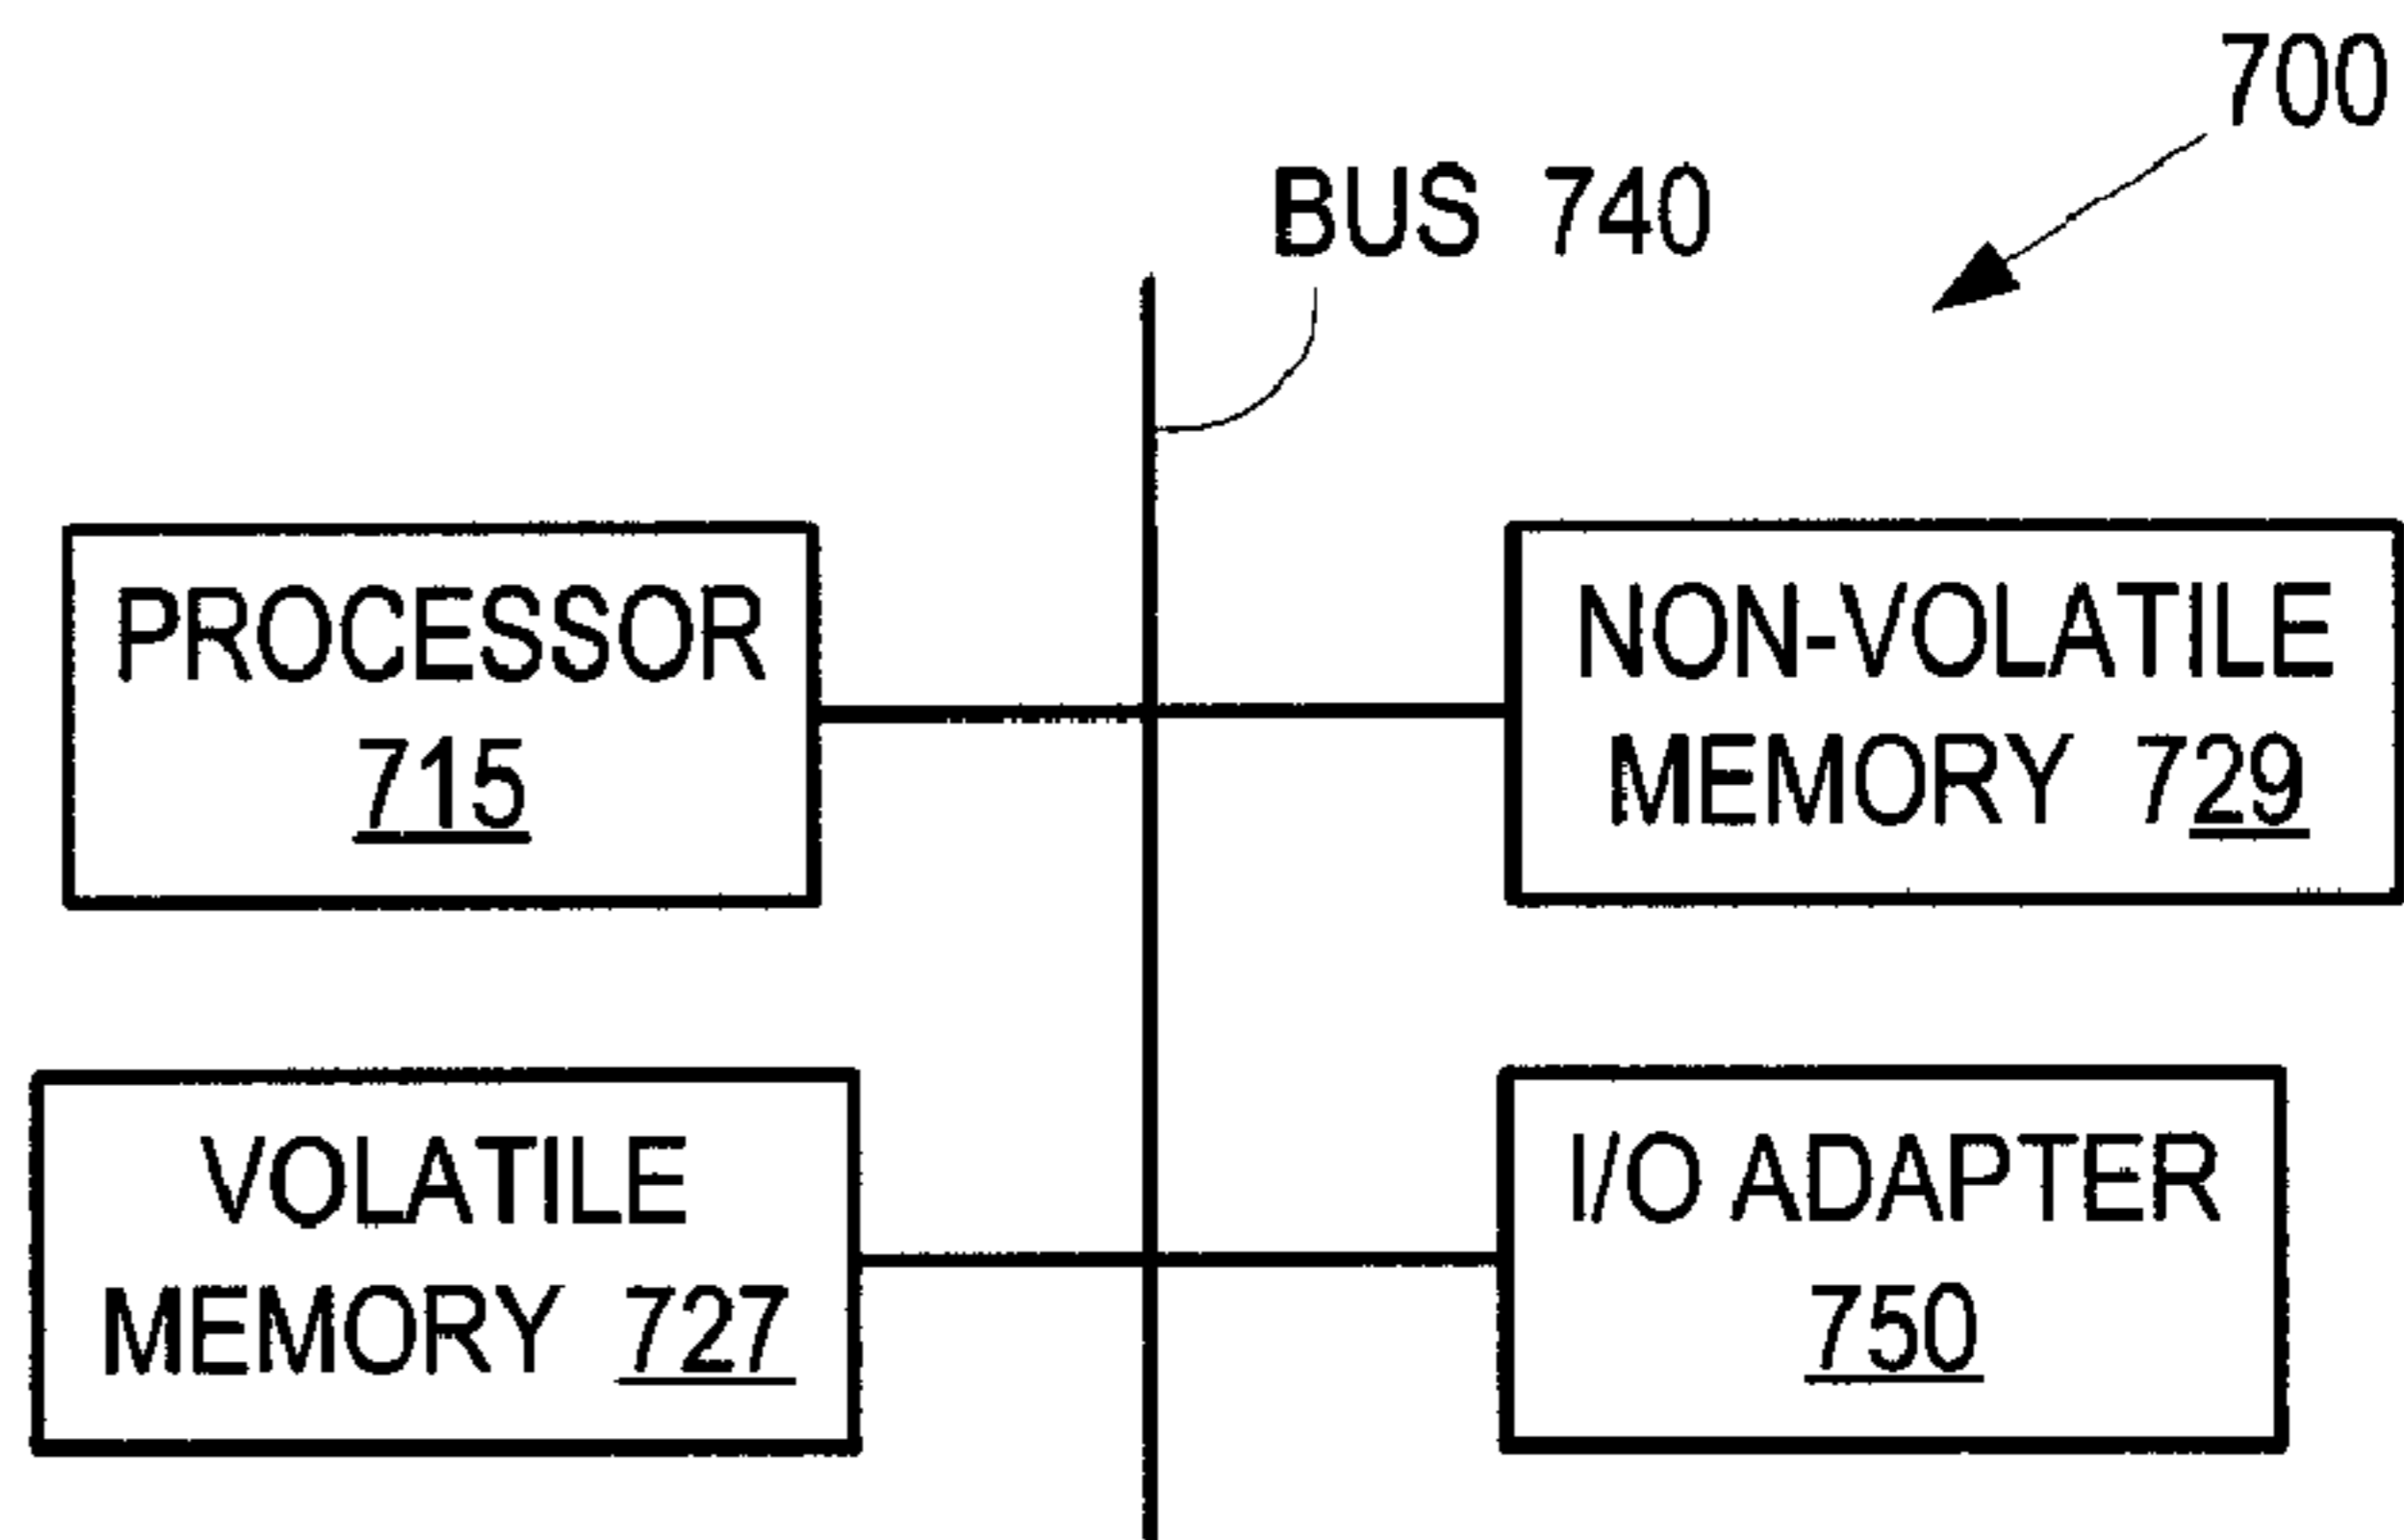 700
BUS 740
PROCESSOR
715
NON-VOLATILE
MEMORY 729
VOLATILE
MEMORY 727
I/O ADAPTER
750